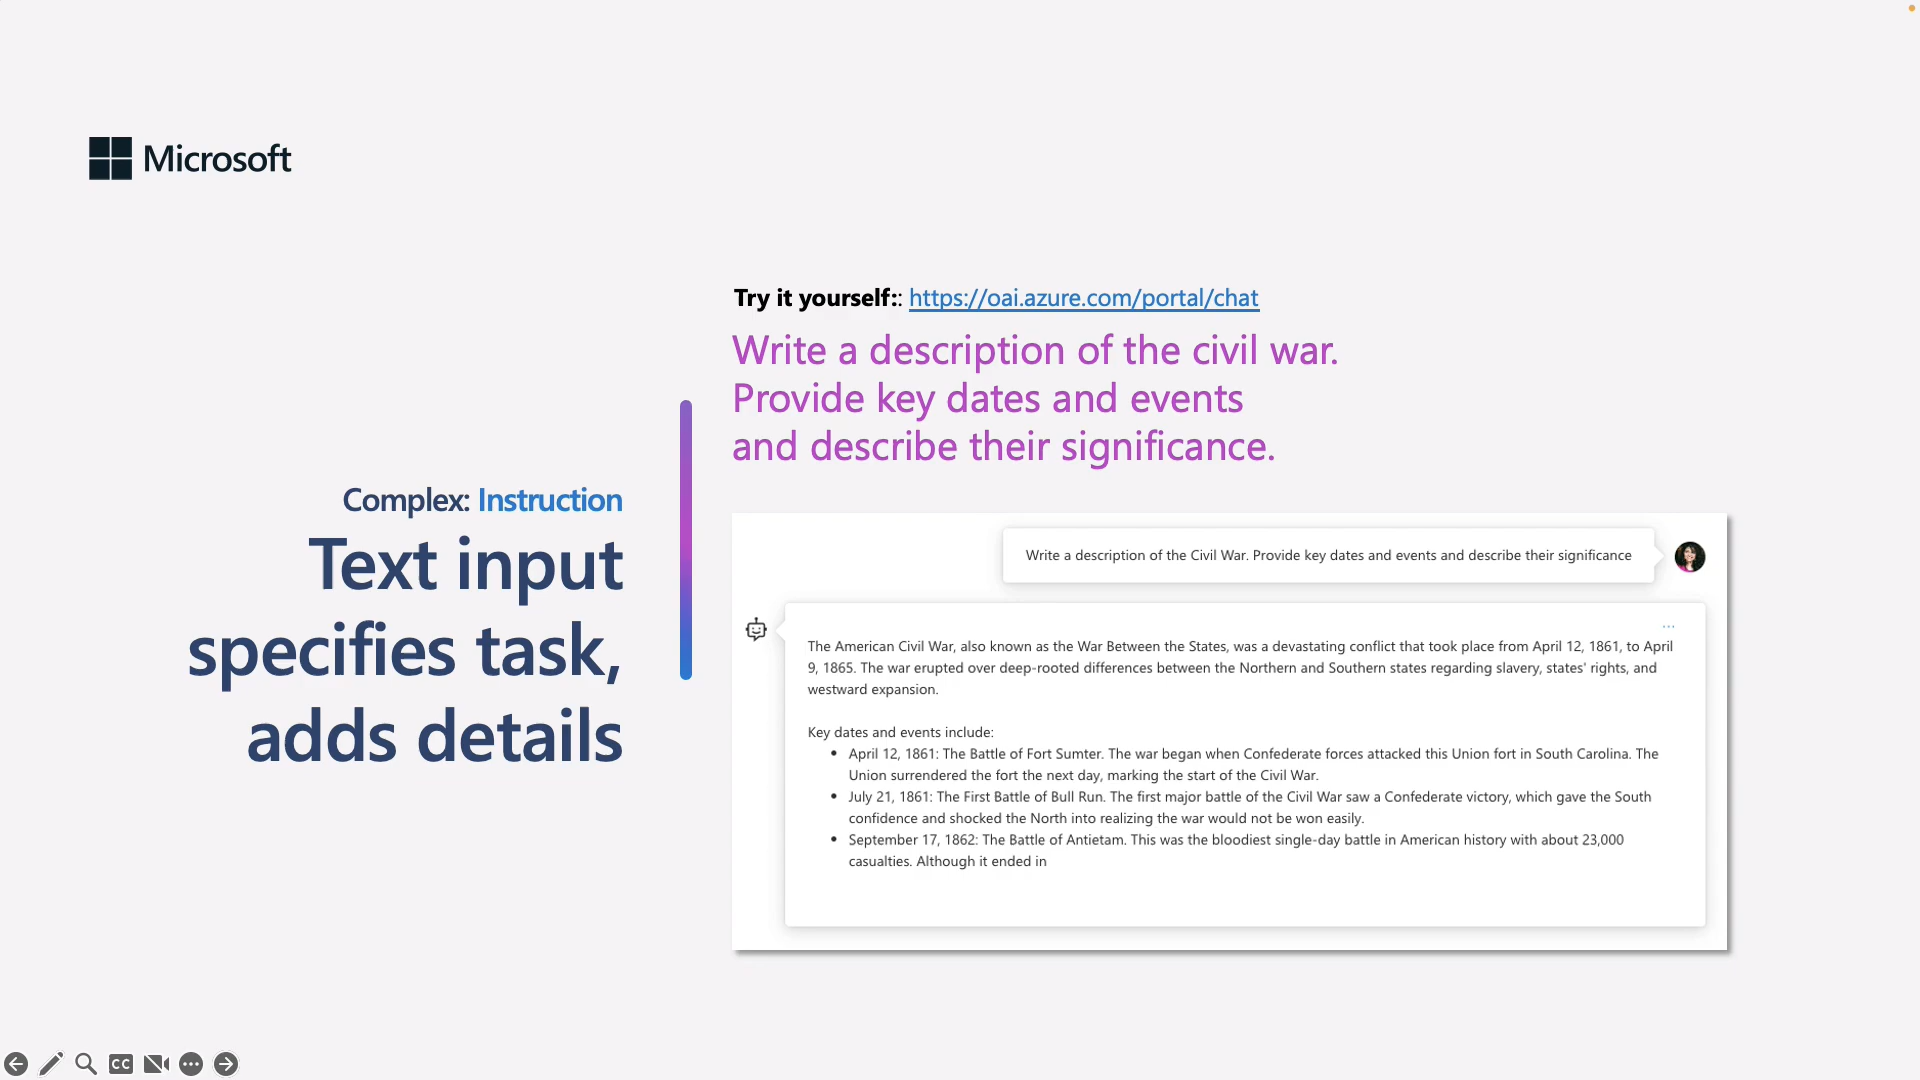 Microsoft
Try it yourself:: https://oai.azure.com/portal/chat
Write a description of the civil war.
Provide key dates and events
and describe their significance.
Complex: Instruction
Text input
specifies task,
adds details
Write a description of the Civil War. Provide key dates and events and describe their significance
The American Civil War, also known as the War Between the States, was a devastating conflict that took place from April 12, 1861, to April
9, 1865. The war erupted over deep-rooted differences between the Northern and Southern states regarding slavery, states' rights, and
westward expansion.
Key dates and events include:
• April 12, 1861: The Battle of Fort Sumter. The war began when Confederate forces attacked this Union fort in South Carolina. The
Union surrendered the fort the next day, marking the start of the Civil War.
• July 21, 1861: The First Battle of Bull Run. The first major battle of the Civil War saw a Confederate victory, which gave the South
confidence and shocked the North into realizing the war would not be won easily.
• September 17, 1862: The Battle of Antietam. This was the bloodiest single-day battle in American history with about 23,000
casualties. Although it ended in
CC